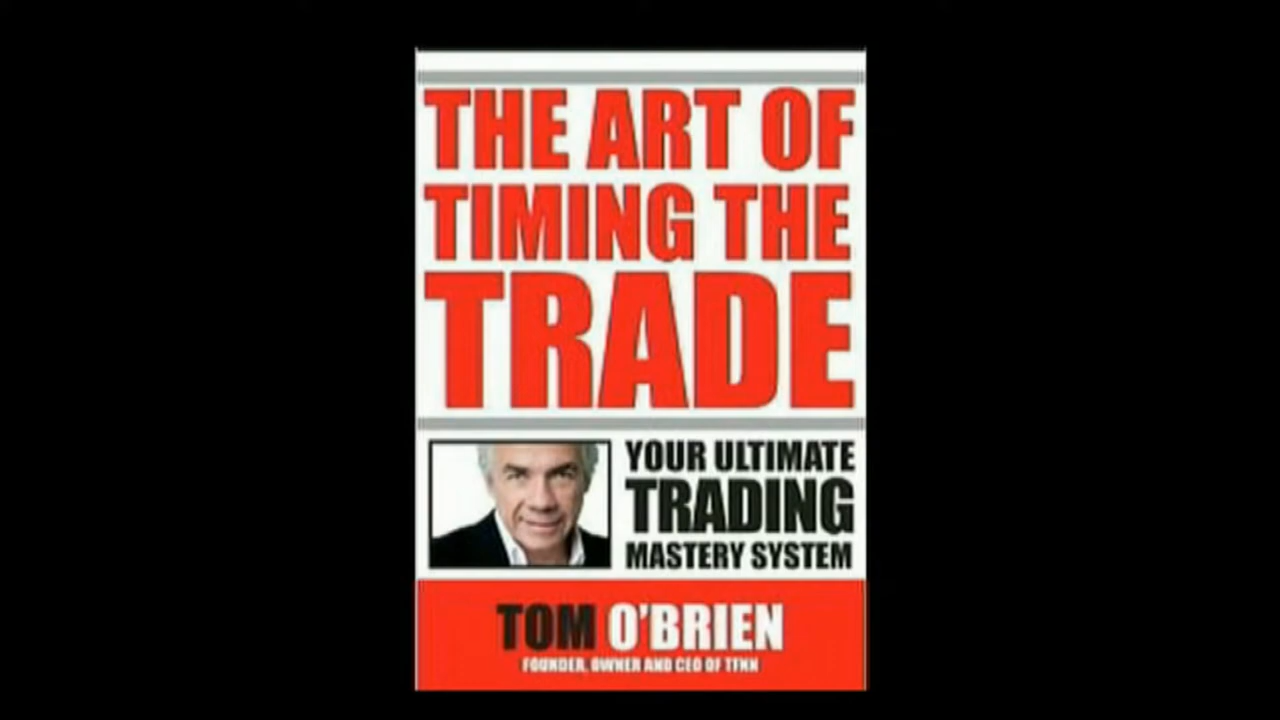 THE ART OF
TIMING THE
TRADE
YOUR ULTIMATE
TRADING
MASTERY SYSTEM
TOM O'BRIEN
FOUNDER, OWNER AND CEO OF TFNN